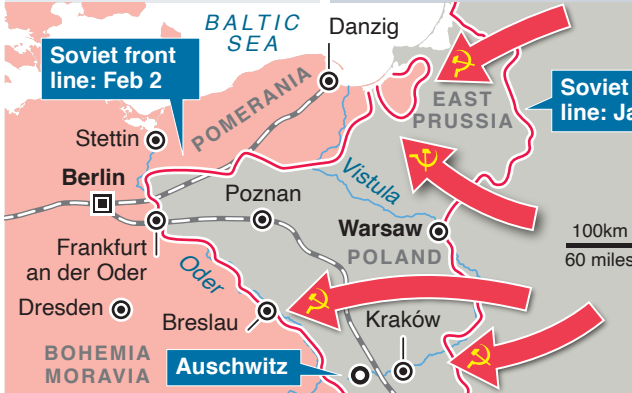 BALTIC
SEA
Danzig
Soviet front
line: Feb 2
POMERANIA
EAST
PRUSSIA
Soviet
line: Ja
Stettin
Berlin
Vistula
Poznan
Warsaw
POLAND
100km
60 miles
Frankfurt
an der Oder
Oder
Dresden
Breslau
Kraków
BOHEMIA
MORAVIA
Auschwitz